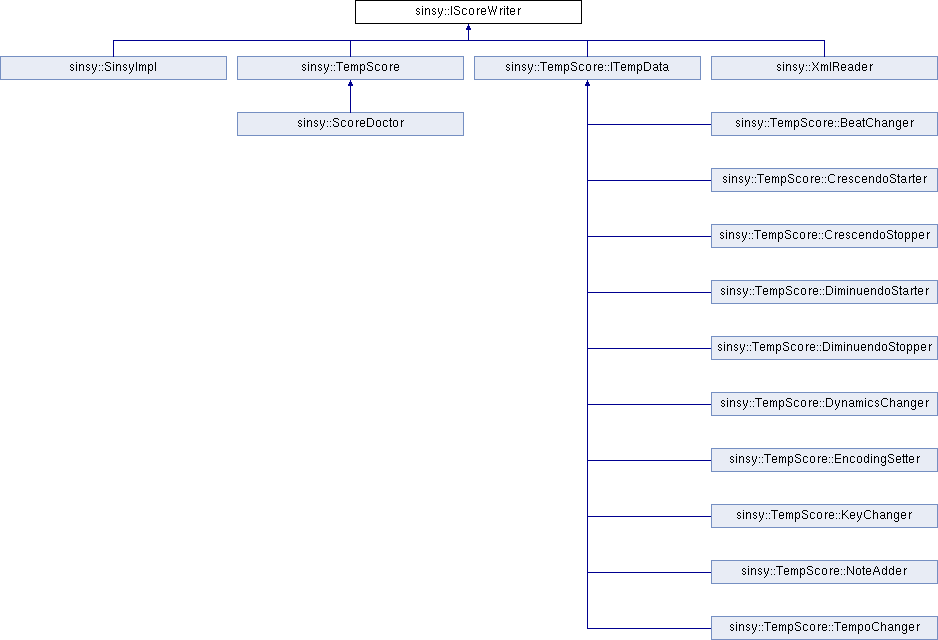 sinsy::IScoreWriter
sinsy::SinsyImpl
sinsy::TempScore
sinsy::TempScore::ITempData
sinsy::XmlReader
sinsy::ScoreDoctor
sinsy::TempScore::BeatChanger
sinsy::TempScore::CrescendoStarter
sinsy::TempScore::CrescendoStopper
sinsy::TempScore::DiminuendoStarter
sinsy::TempScore::DiminuendoStopper
sinsy::TempScore::DynamicsChanger
sinsy::TempScore::EncodingSetter
sinsy::TempScore::KeyChanger
sinsy::TempScore::NoteAdder
sinsy::TempScore::TempoChanger